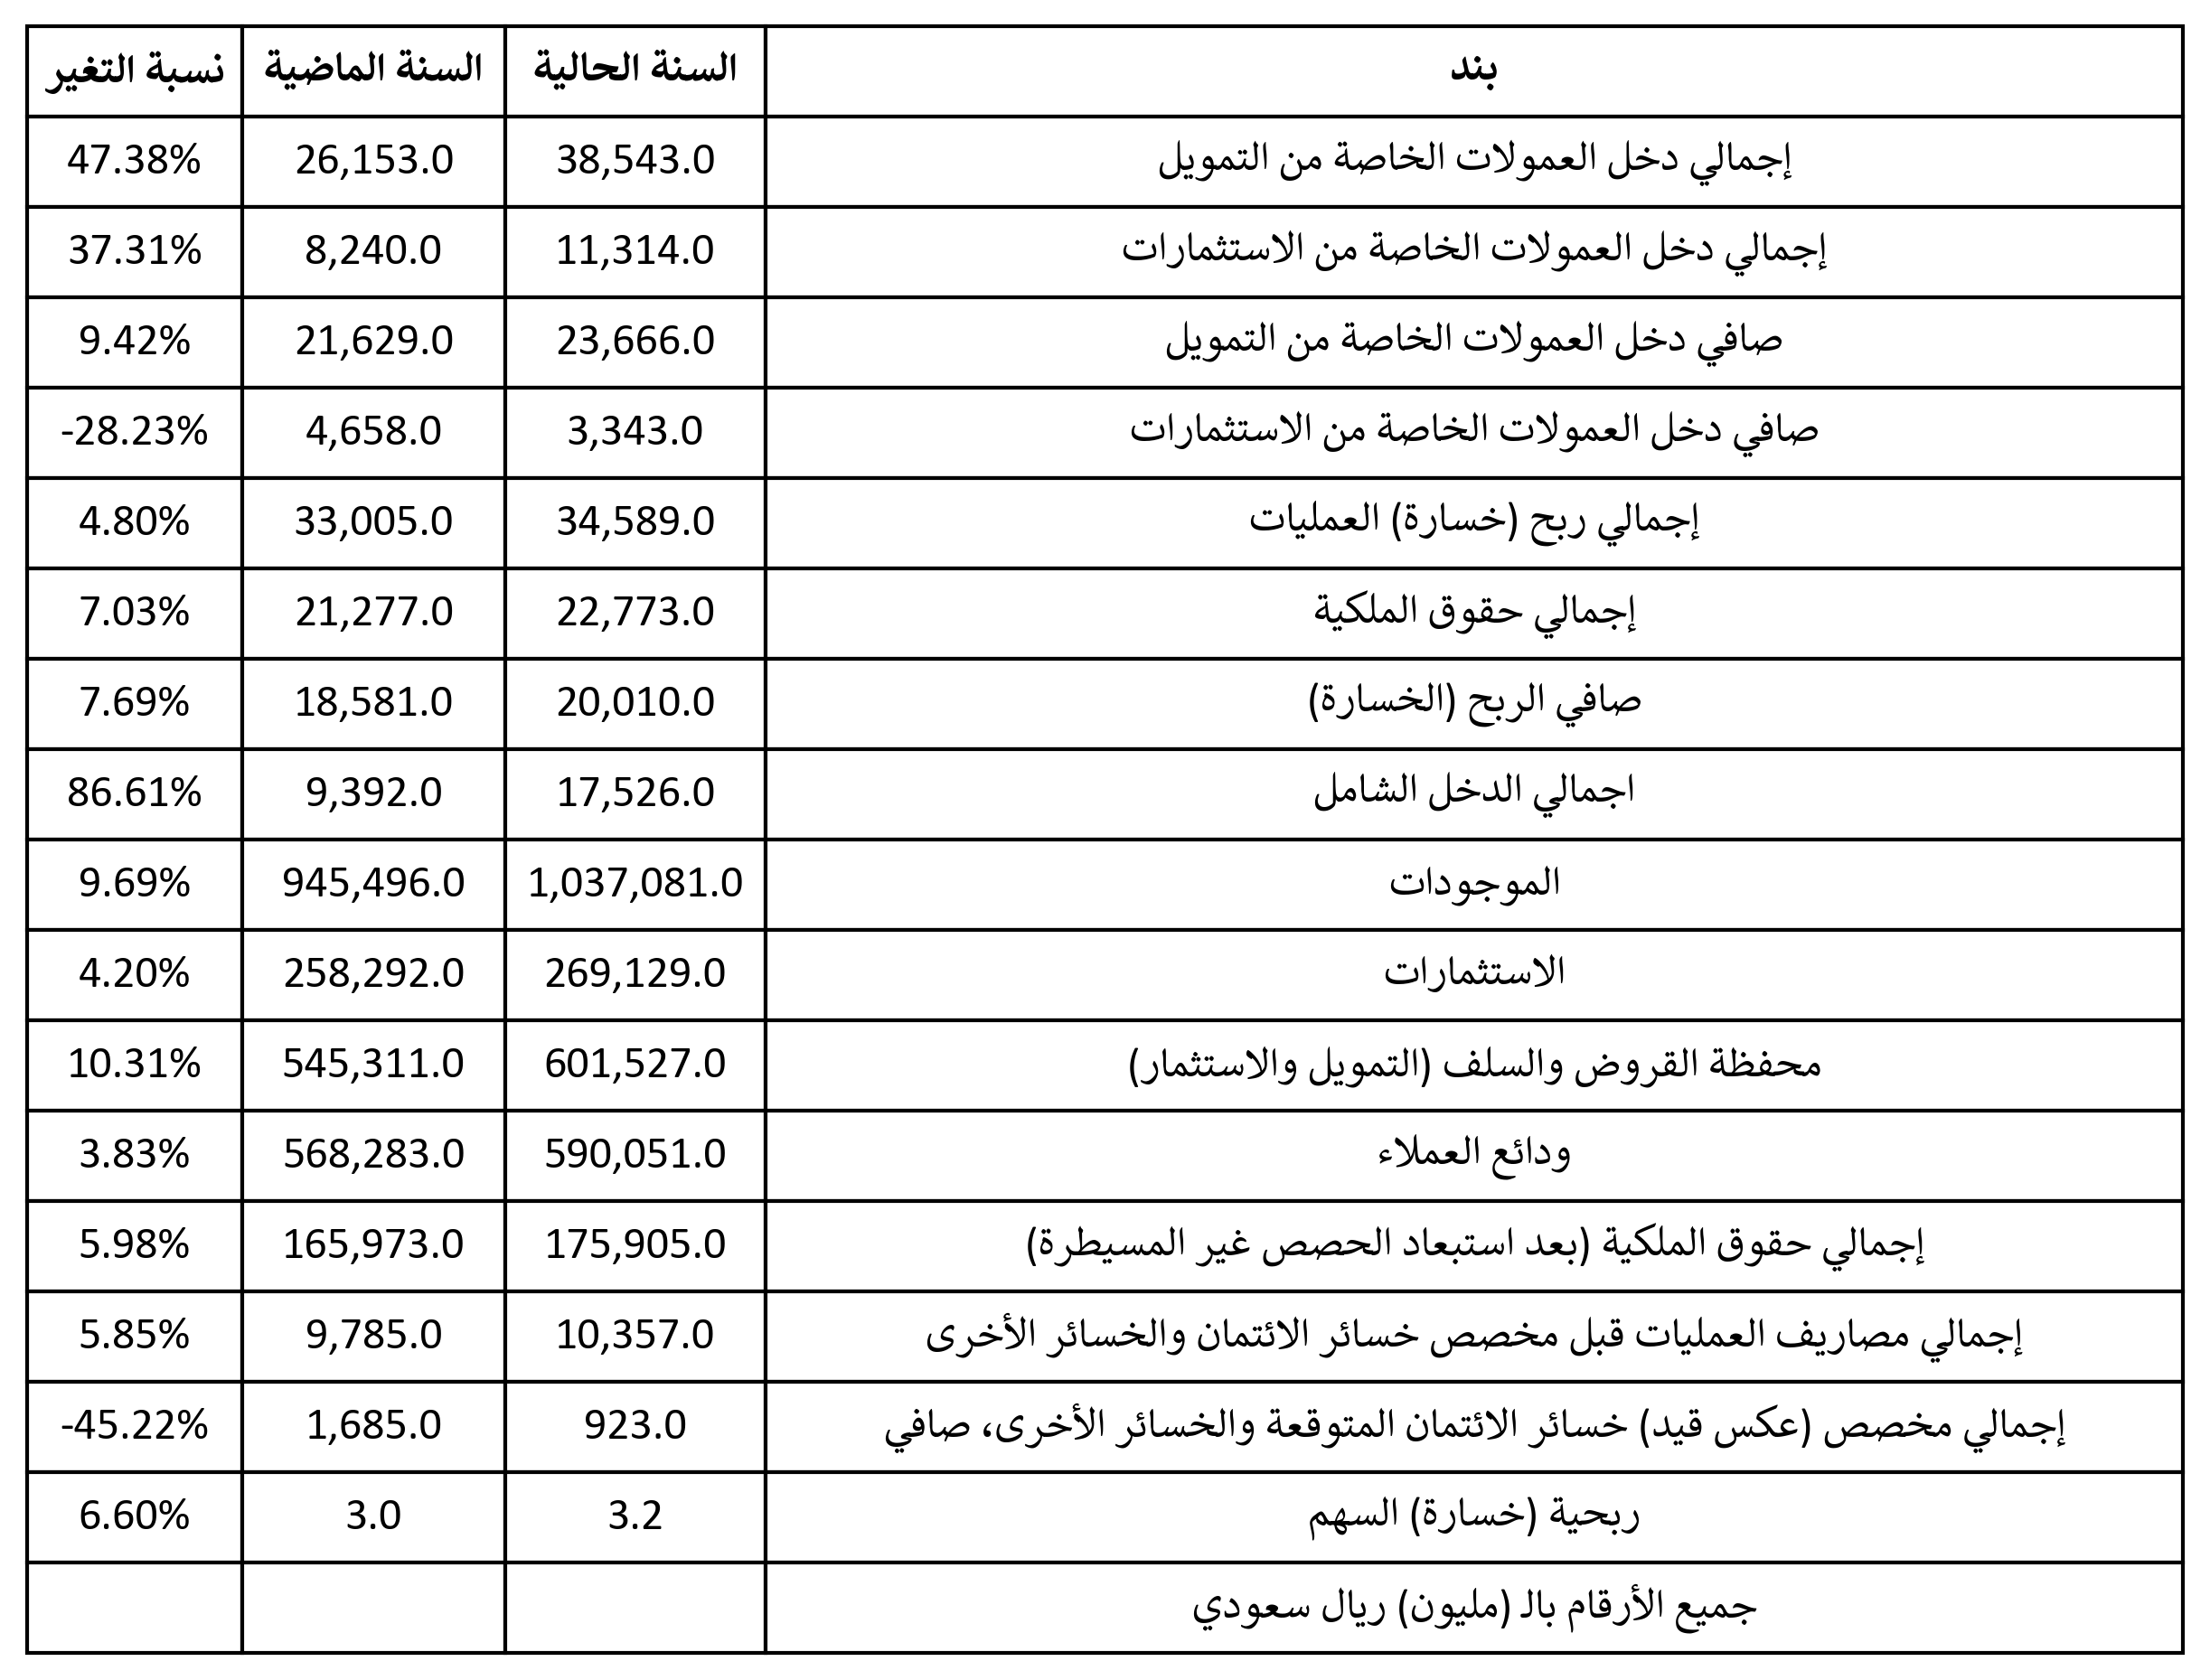 بند السنة الحالية السنة الماضية نسبة التغير
إجمالي دخل العمولات الخاصة من التمويل 38,543.0 26,153.0 47.38%
إجمالي دخل العمولات الخاصة من الاستثمارات 11,314.0 8,240.0 37.31%
صافي دخل العمولات الخاصة من التمويل 23,666.0 21,629.0 9.42%
صافي دخل العمولات الخاصة من الاستثمارات 3,343.0 4,658.0 -28.23%
إجمالي ربح (خسارة) العمليات 34,589.0 33,005.0 4.80%
إجمالي حقوق الملكية 22,773.0 21,277.0 7.03%
صافي الربح (الخسارة) 20,010.0 18,581.0 7.69%
اجمالي الدخل الشامل 17,526.0 9,392.0 86.61%
الموجودات 1,037,081.0 945,496.0 9.69%
الاستثمارات 269,129.0 258,292.0 4.20%
محفظة القروض والسلف (التمويل والاستثمار) 601,527.0 545,311.0 10.31%
ودائع العملاء 590,051.0 568,283.0 3.83%
إجمالي حقوق الملكية (بعد استبعاد الحصص غير المسيطرة) 175,905.0 165,973.0 5.98%
إجمالي مصاريف العمليات قبل مخصص خسائر الائتمان والخسائر الأخرى 10,357.0 9,785.0 5.85%
إجمالي مخصص (عكس قيد) خسائر الائتمان المتوقعة والخسائر الأخرى، صافي 923.0 1,685.0 -45.22%
ربحية (خسارة) السهم 3.2 3.0 6.60%
جميع الأرقام بالـ (مليون) ريال سعودي